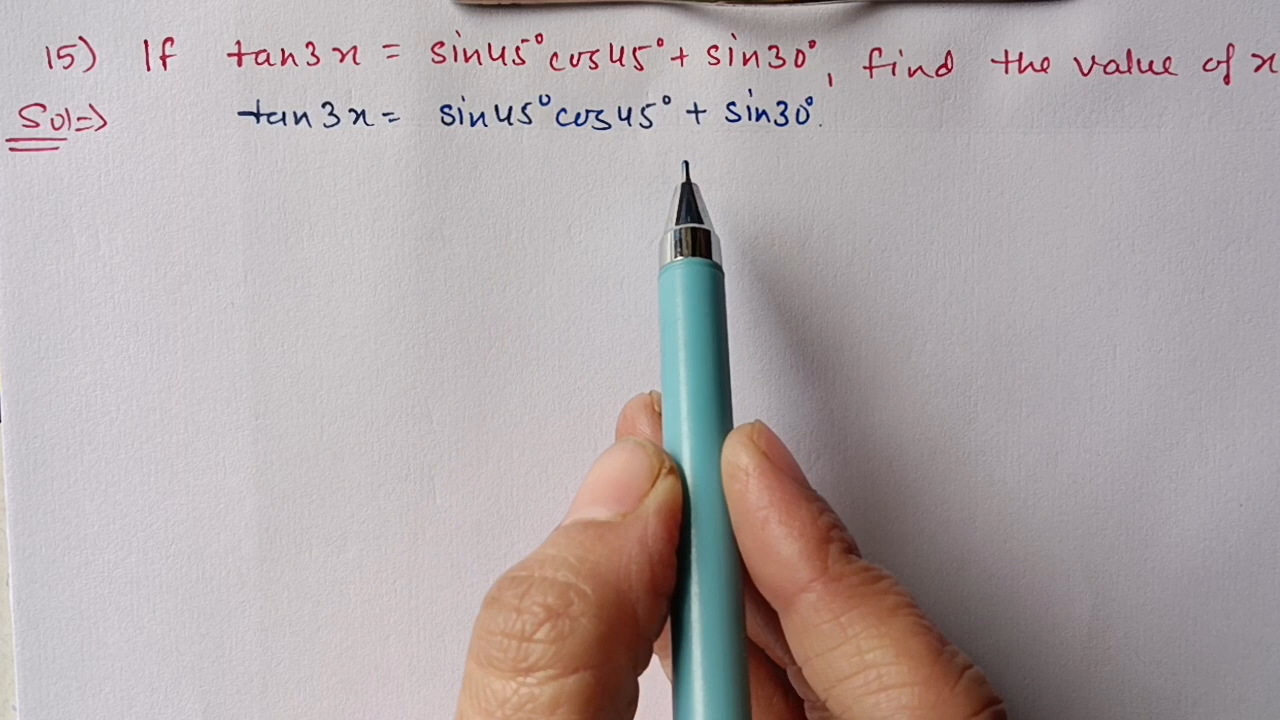 15) If tan3x = sin45° cos45° + sin30°, find the value of x
Sol⇒ tan3x = sin45° cos45° + sin30°.